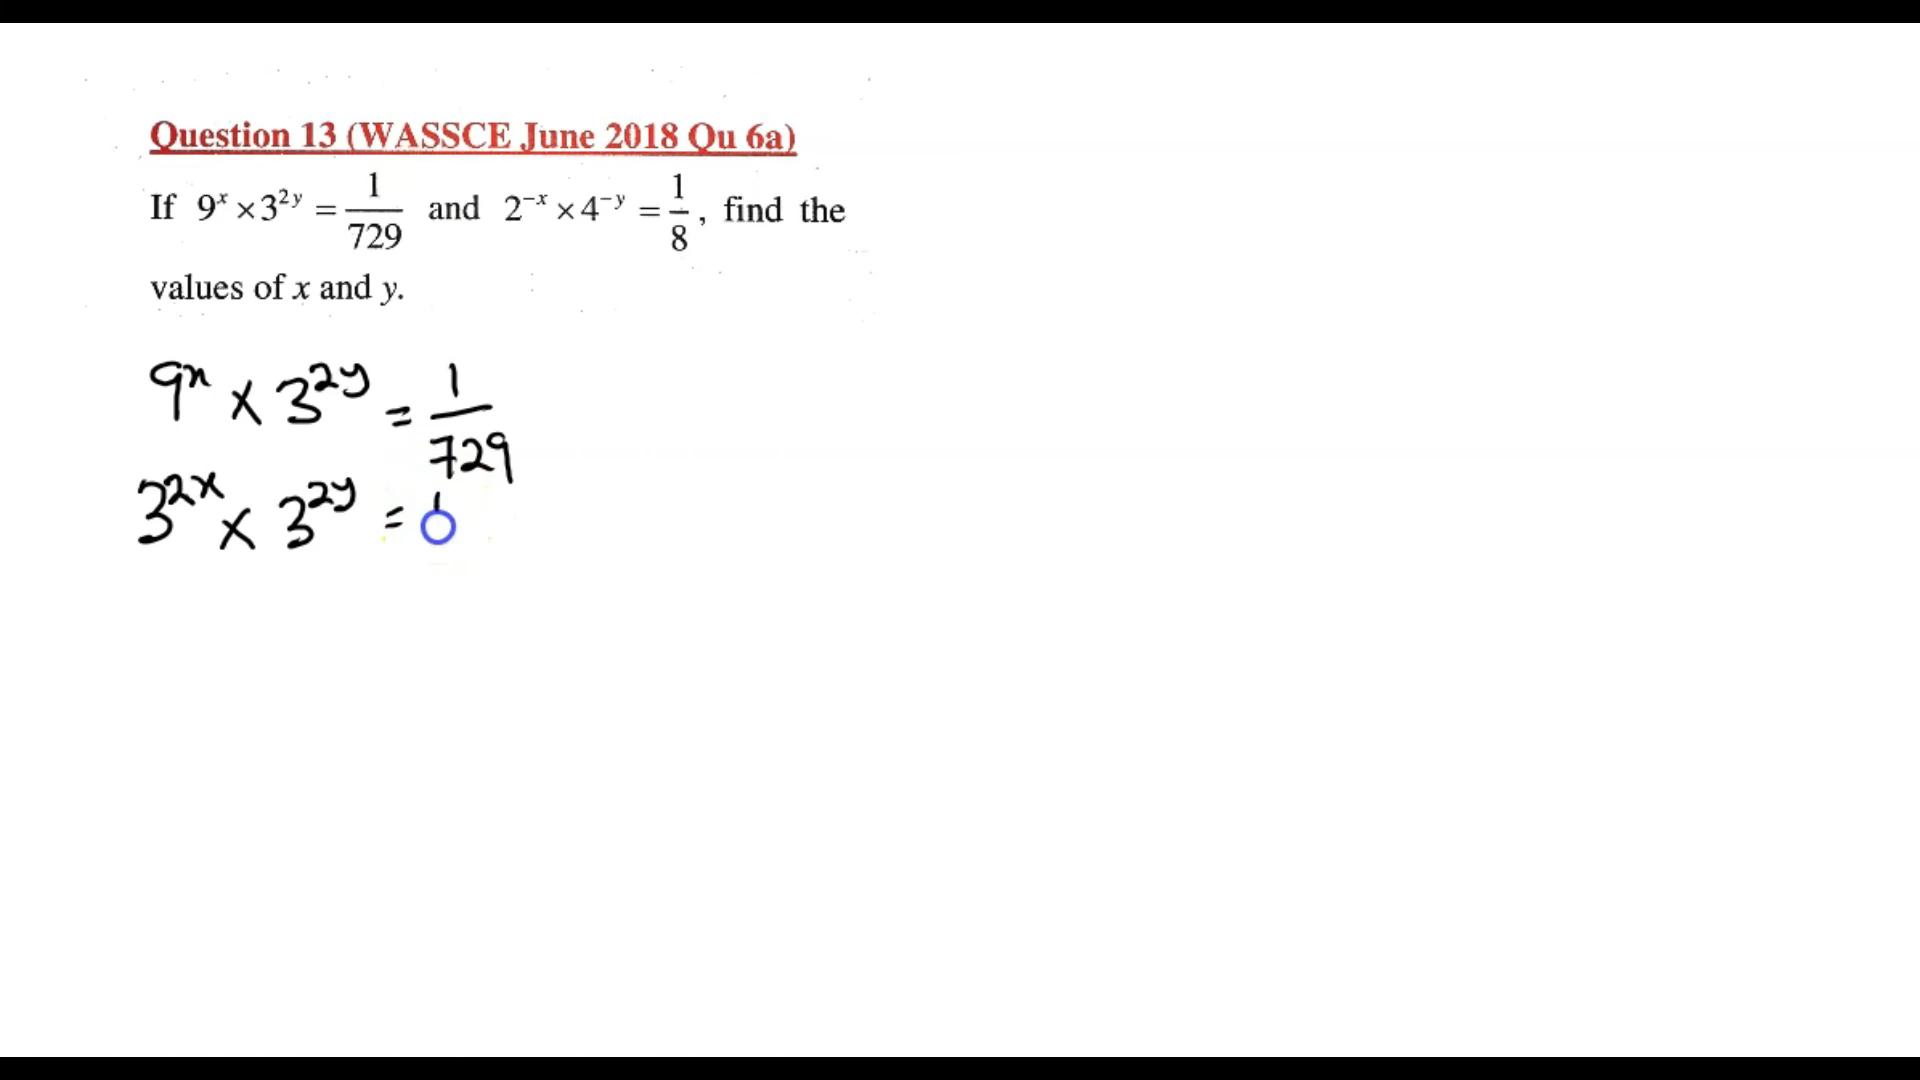 Question 13 (WASSCE June 2018 Qu 6a)
If 9^x × 3^{2y} = 1/729 and 2^{-x} × 4^{-y} = 1/8, find the
values of x and y.
9^x × 3^{2y} = 1/729
3^{2x} × 3^{2y} = 1